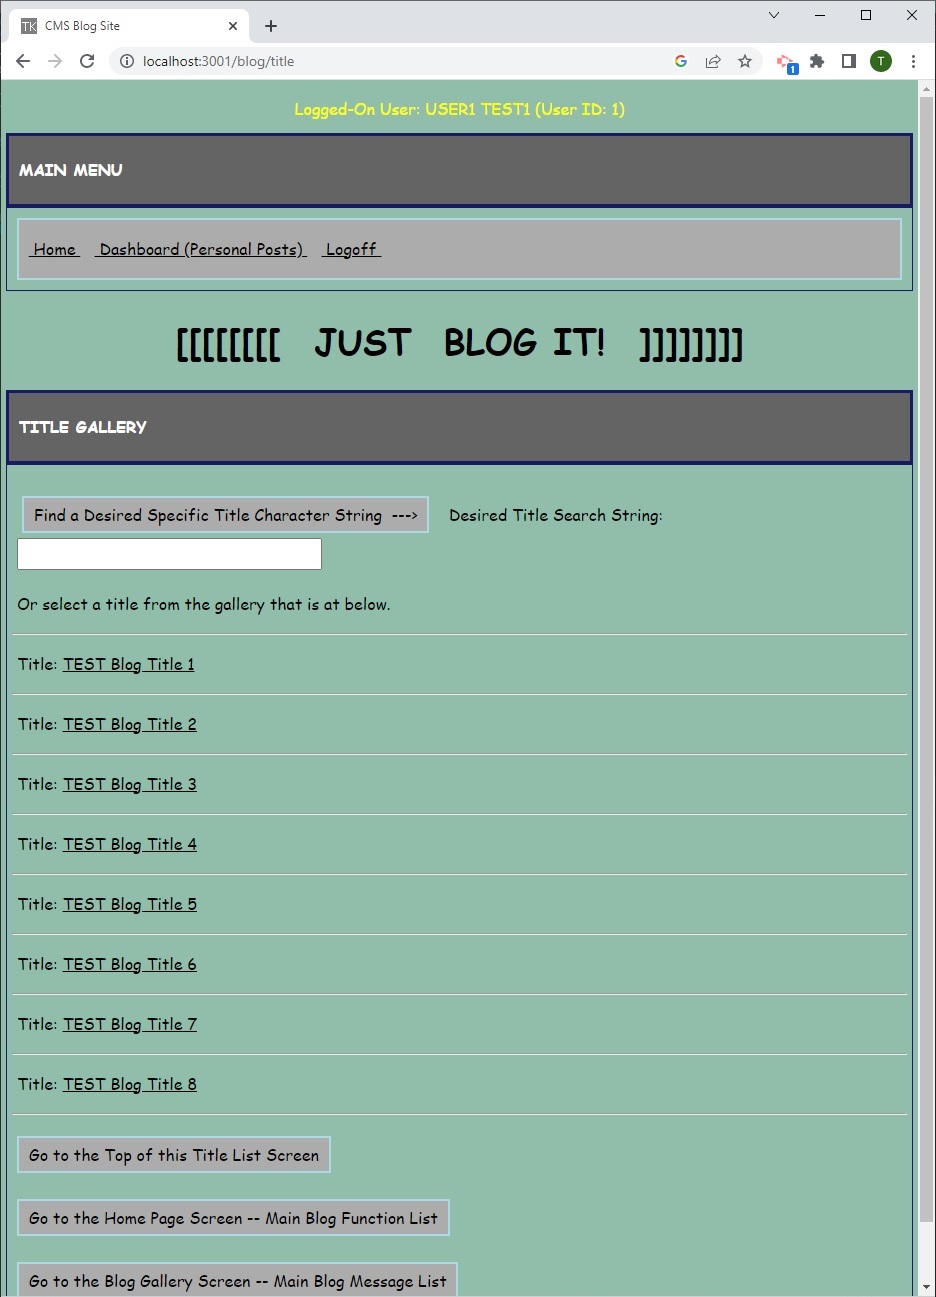 TK CMS Blog Site
localhost:3001/blog/title
1
T
Logged-On User: USER1 TEST1 (User ID: 1)
MAIN MENU
Home Dashboard (Personal Posts) Logoff
[[[[[[[[ JUST BLOG IT! ]]]]]]]]
TITLE GALLERY
Find a Desired Specific Title Character String ---> Desired Title Search String:
Or select a title from the gallery that is at below.
Title: TEST Blog Title 1
Title: TEST Blog Title 2
Title: TEST Blog Title 3
Title: TEST Blog Title 4
Title: TEST Blog Title 5
Title: TEST Blog Title 6
Title: TEST Blog Title 7
Title: TEST Blog Title 8
Go to the Top of this Title List Screen
Go to the Home Page Screen -- Main Blog Function List
Go to the Blog Gallery Screen -- Main Blog Message List